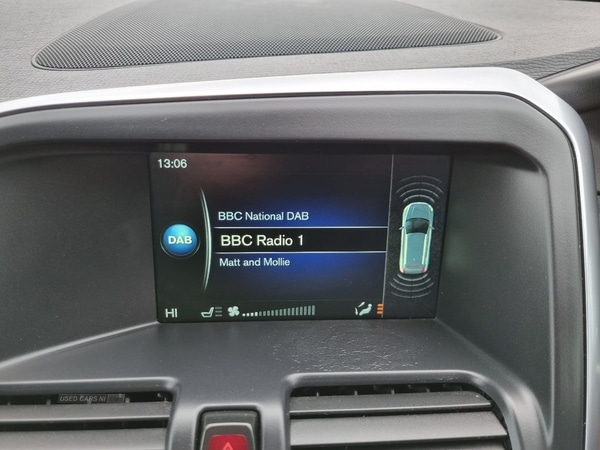 13:06
BBC National DAB
DAB
BBC Radio 1
Matt and Mollie
HI
USED CARS NI